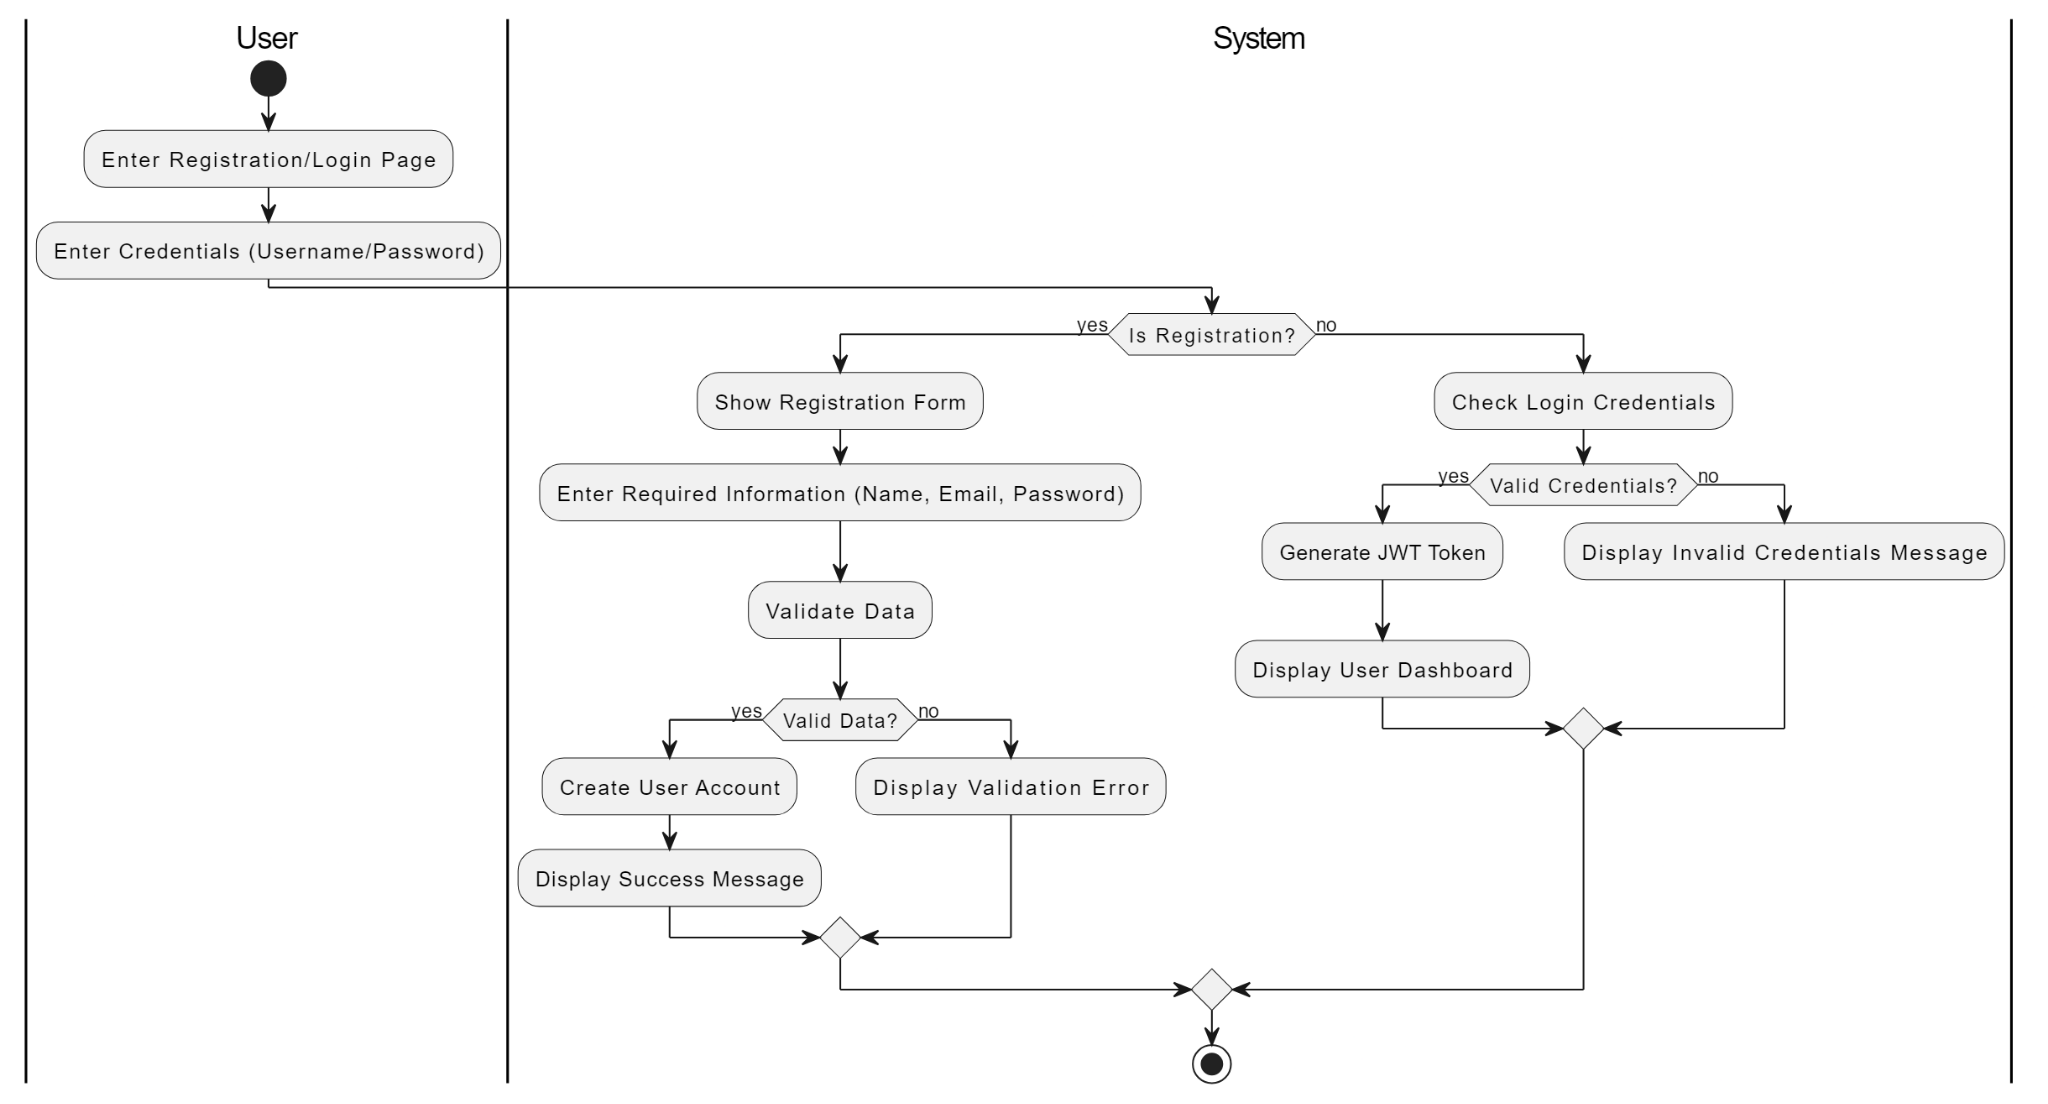 User
System
Enter Registration/Login Page
Enter Credentials (Username/Password)
yes
Is Registration?
no
Show Registration Form
Check Login Credentials
Enter Required Information (Name, Email, Password)
yes
Valid Credentials?
no
Generate JWT Token
Display Invalid Credentials Message
Validate Data
Display User Dashboard
yes
Valid Data?
no
Create User Account
Display Validation Error
Display Success Message